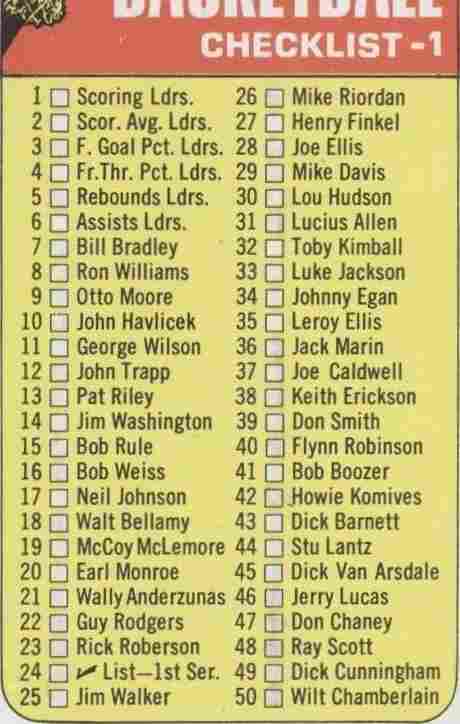 BASKETBALL
CHECKLIST-1
1 Scoring Ldrs.
2 Scor. Avg. Ldrs.
3 F. Goal Pct. Ldrs.
4 Fr.Thr. Pct. Ldrs.
5 Rebounds Ldrs.
6 Assists Ldrs.
7 Bill Bradley
8 Ron Williams
9 Otto Moore
10 John Havlicek
11 George Wilson
12 John Trapp
13 Pat Riley
14 Jim Washington
15 Bob Rule
16 Bob Weiss
17 Neil Johnson
18 Walt Bellamy
19 McCoy McLemore
20 Earl Monroe
21 Wally Anderzunas
22 Guy Rodgers
23 Rick Roberson
24 ✓ List—1st Ser.
25 Jim Walker
26 Mike Riordan
27 Henry Finkel
28 Joe Ellis
29 Mike Davis
30 Lou Hudson
31 Lucius Allen
32 Toby Kimball
33 Luke Jackson
34 Johnny Egan
35 Leroy Ellis
36 Jack Marin
37 Joe Caldwell
38 Keith Erickson
39 Don Smith
40 Flynn Robinson
41 Bob Boozer
42 Howie Komives
43 Dick Barnett
44 Stu Lantz
45 Dick Van Arsdale
46 Jerry Lucas
47 Don Chaney
48 Ray Scott
49 Dick Cunningham
50 Wilt Chamberlain